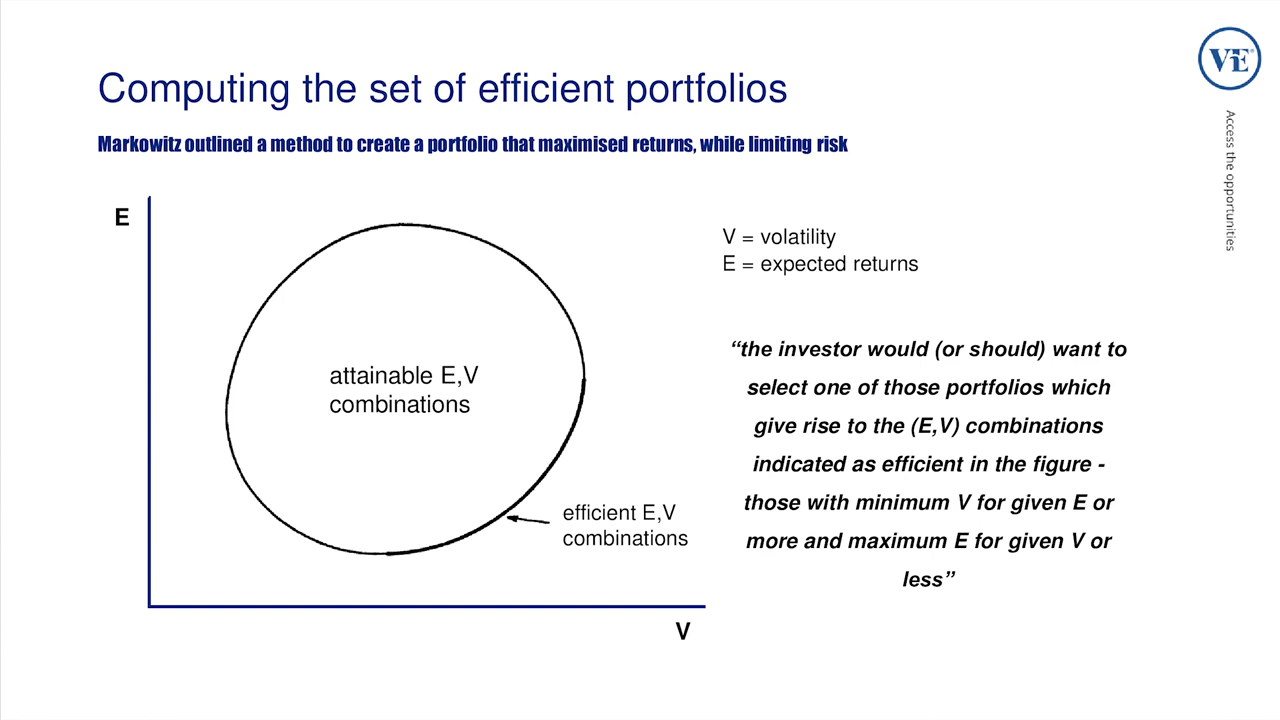 VE
Access the opportunities
Computing the set of efficient portfolios
Markowitz outlined a method to create a portfolio that maximised returns, while limiting risk
E
V = volatility
E = expected returns
attainable E,V
combinations
efficient E,V
combinations
“the investor would (or should) want to
select one of those portfolios which
give rise to the (E,V) combinations
indicated as efficient in the figure -
those with minimum V for given E or
more and maximum E for given V or
less”
V